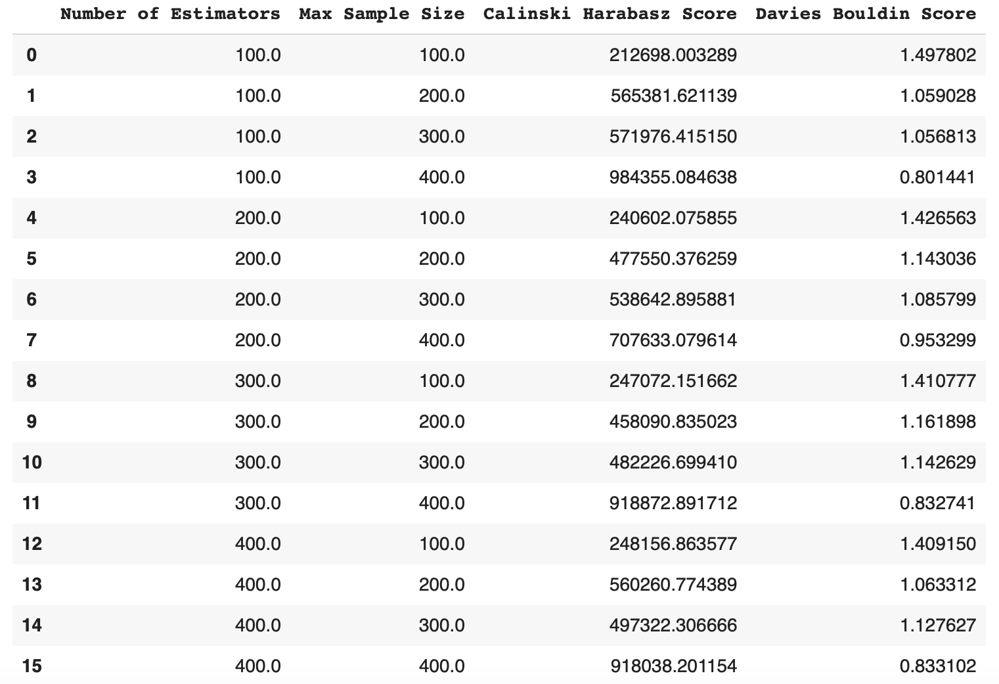 Number of Estimators Max Sample Size Calinski Harabasz Score Davies Bouldin Score
0 100.0 100.0 212698.003289 1.497802
1 100.0 200.0 565381.621139 1.059028
2 100.0 300.0 571976.415150 1.056813
3 100.0 400.0 984355.084638 0.801441
4 200.0 100.0 240602.075855 1.426563
5 200.0 200.0 477550.376259 1.143036
6 200.0 300.0 538642.895881 1.085799
7 200.0 400.0 707633.079614 0.953299
8 300.0 100.0 247072.151662 1.410777
9 300.0 200.0 458090.835023 1.161898
10 300.0 300.0 482226.699410 1.142629
11 300.0 400.0 918872.891712 0.832741
12 400.0 100.0 248156.863577 1.409150
13 400.0 200.0 560260.774389 1.063312
14 400.0 300.0 497322.306666 1.127627
15 400.0 400.0 918038.201154 0.833102